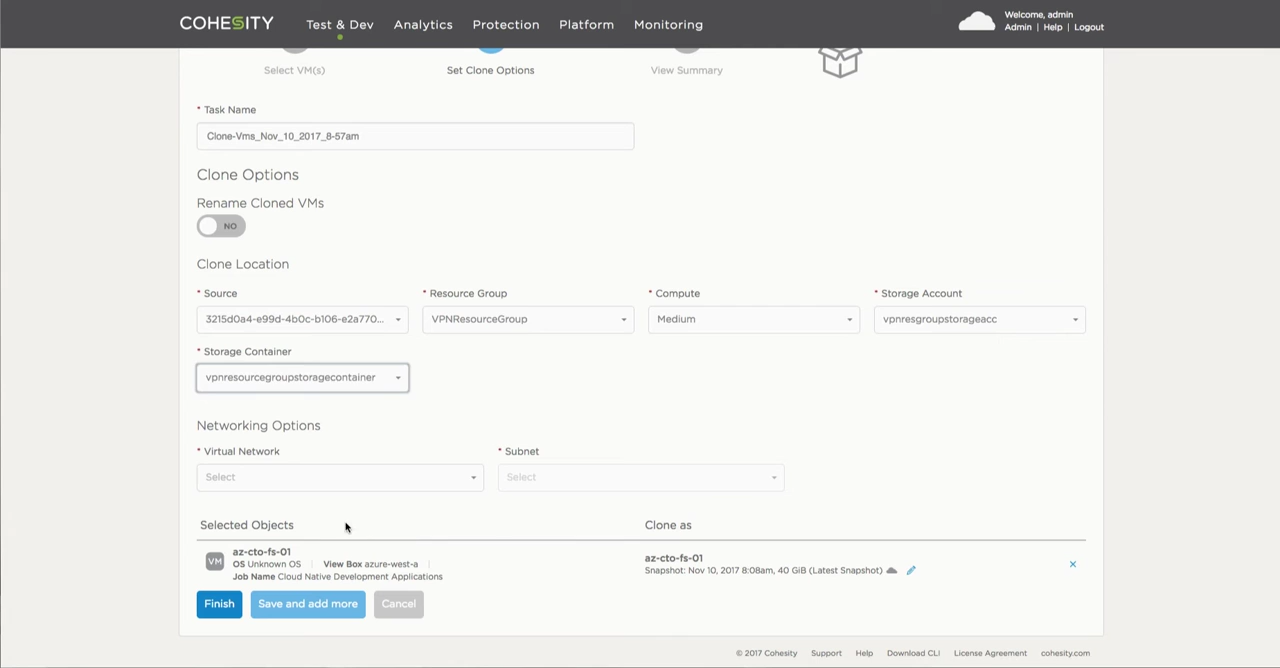 COHESITY
Test & Dev Analytics Protection Platform Monitoring
Welcome, admin
Admin | Help | Logout
Select VM(s) Set Clone Options View Summary
* Task Name
Clone-Vms_Nov_10_2017_8-57am
Clone Options
Rename Cloned VMs
NO
Clone Location
* Source * Resource Group * Compute * Storage Account
3215d0a4-e99d-4b0c-b106-e2a770... VPNResourceGroup Medium vpnresgroupstorageacc
* Storage Container
vpnresourcegroupstoragecontainer
Networking Options
* Virtual Network * Subnet
Select Select
Selected Objects Clone as
VM
az-cto-fs-01
OS Unknown OS | View Box azure-west-a |
Job Name Cloud Native Development Applications
az-cto-fs-01
Snapshot: Nov 10, 2017 8:08am, 40 GiB (Latest Snapshot)
Finish Save and add more Cancel
© 2017 Cohesity Support Help Download CLI License Agreement cohesity.com